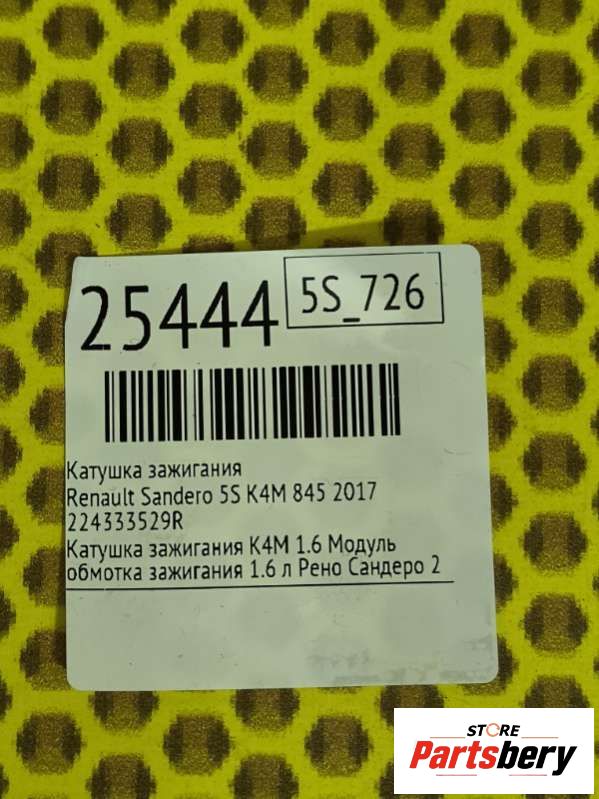 25444
5S_726
Катушка зажигания
Renault Sandero 5S K4M 845 2017
224333529R
Катушка зажигания K4M 1.6 Модуль
обмотка зажигания 1.6 л Рено Сандеро 2
STORE
Partsbery